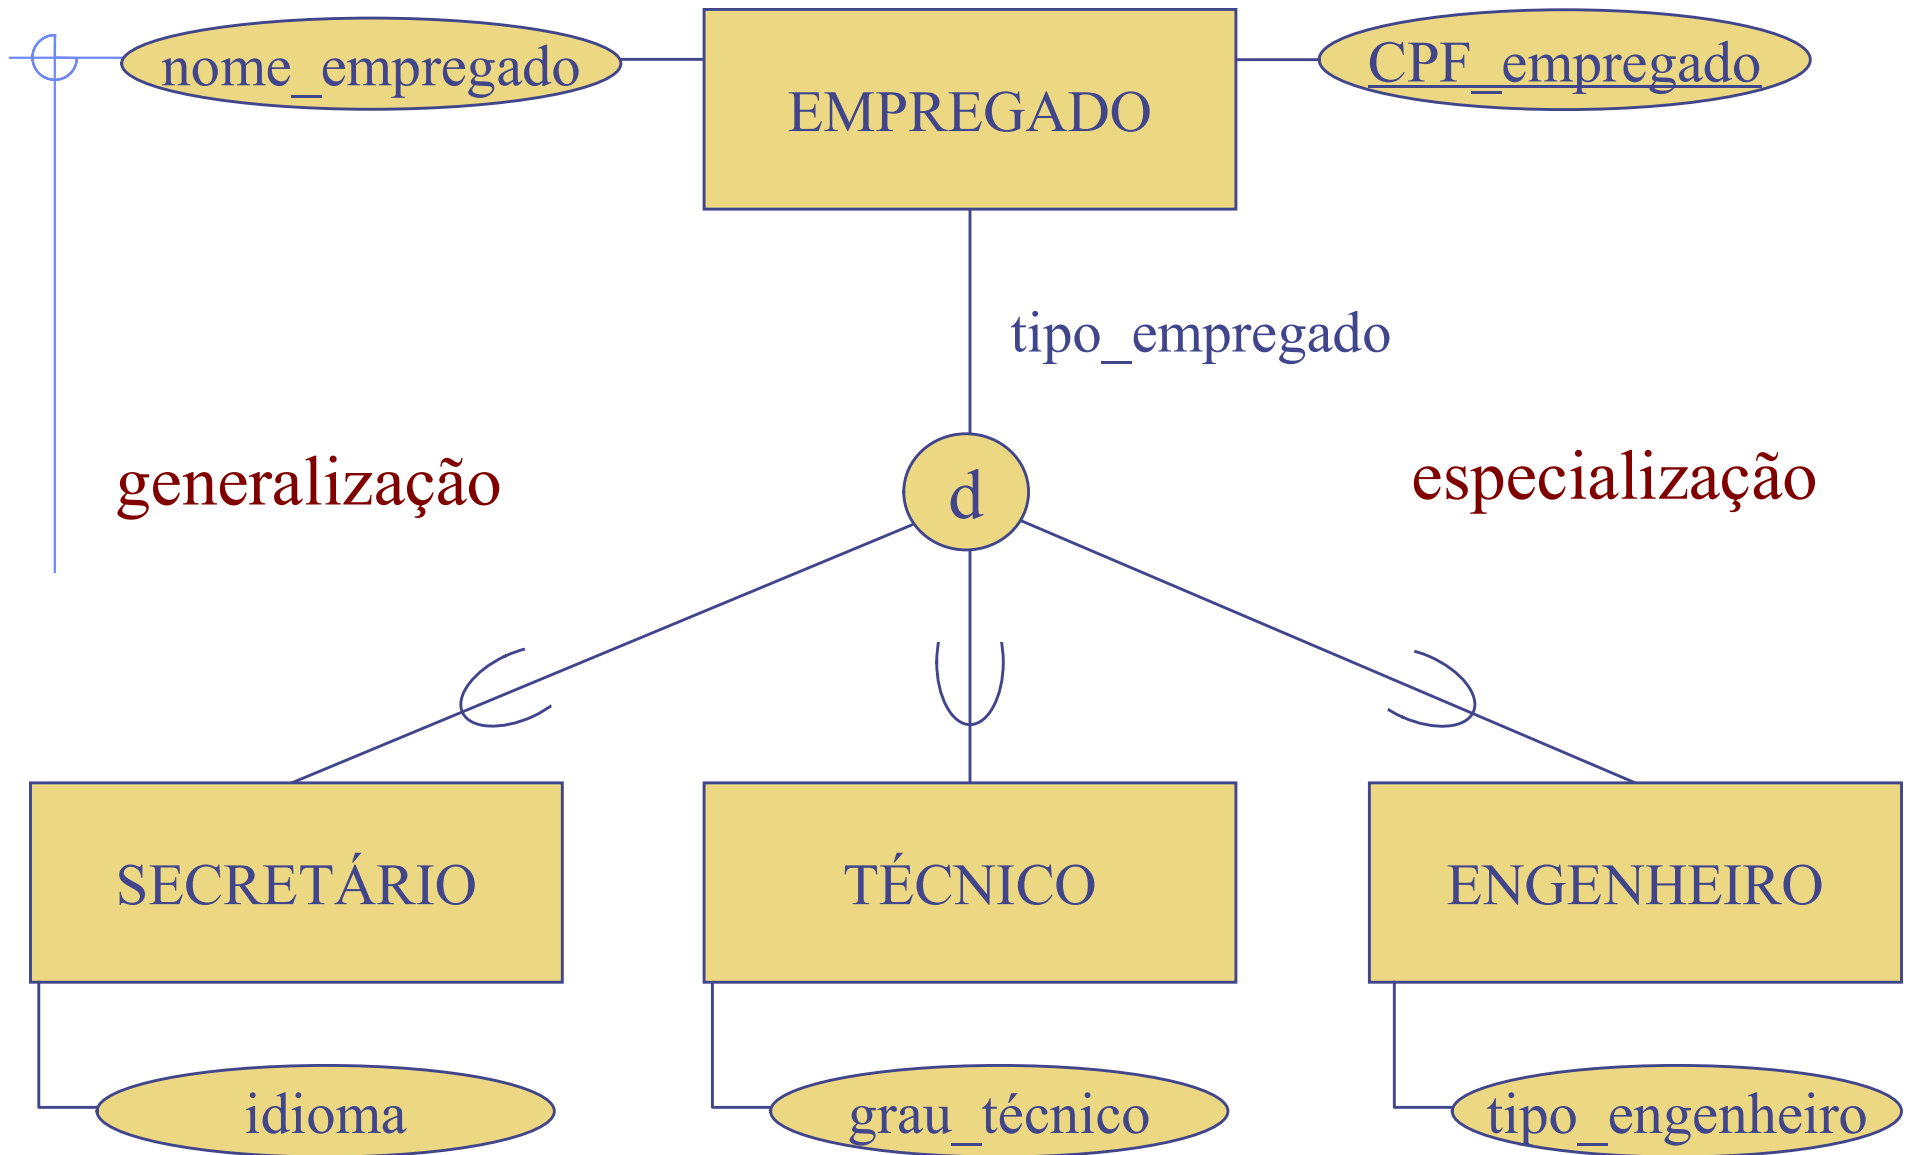 nome_empregado
EMPREGADO
CPF_empregado
tipo_empregado
generalização
d
especialização
SECRETÁRIO
TÉCNICO
ENGENHEIRO
idioma
grau_técnico
tipo_engenheiro